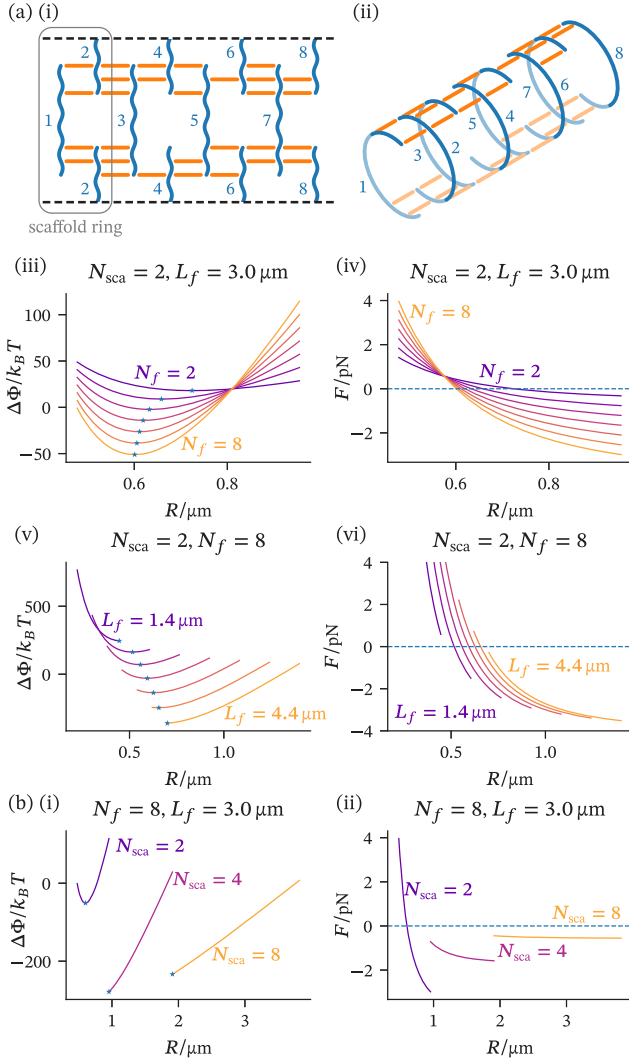 (a) (i)
2 4 6 8
1 3 5 7
2 4 6 8
scaffold ring
(ii)
8
7 6
5 4
3 2
1
(iii)
N_sca = 2, L_f = 3.0 µm
ΔΦ/k_BT
100
50
0
−50
N_f = 2
N_f = 8
0.6 0.8
R/µm
(iv)
N_sca = 2, L_f = 3.0 µm
F/pN
4
2
0
−2
N_f = 8
N_f = 2
0.6 0.8
R/µm
(v)
N_sca = 2, N_f = 8
ΔΦ/k_BT
500
0
L_f = 1.4 µm
L_f = 4.4 µm
0.5 1.0
R/µm
(vi)
N_sca = 2, N_f = 8
F/pN
4
2
0
−2
−4
L_f = 4.4 µm
L_f = 1.4 µm
0.5 1.0
R/µm
(b) (i)
N_f = 8, L_f = 3.0 µm
ΔΦ/k_BT
0
−200
N_sca = 2
N_sca = 4
N_sca = 8
1 2 3
R/µm
(ii)
N_f = 8, L_f = 3.0 µm
F/pN
4
2
0
−2
N_sca = 2
N_sca = 8
N_sca = 4
1 2 3
R/µm